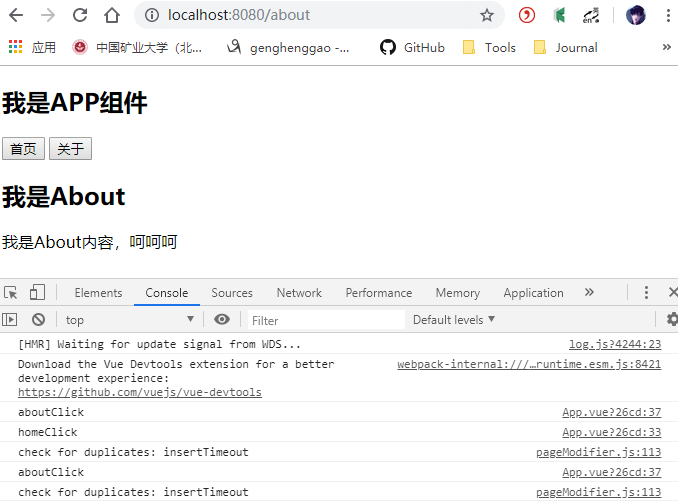 localhost:8080/about
应用 中国矿业大学（北... genghenggao -... GitHub Tools Journal »
我是APP组件
首页 关于
我是About
我是About内容，呵呵呵
Elements Console Sources Network Performance Memory Application »
top Filter Default levels
[HMR] Waiting for update signal from WDS... log.js?4244:23
Download the Vue Devtools extension for a better webpack-internal:///…runtime.esm.js:8421
development experience:
https://github.com/vuejs/vue-devtools
aboutClick App.vue?26cd:37
homeClick App.vue?26cd:33
check for duplicates: insertTimeout pageModifier.js:113
aboutClick App.vue?26cd:37
check for duplicates: insertTimeout pageModifier.js:113